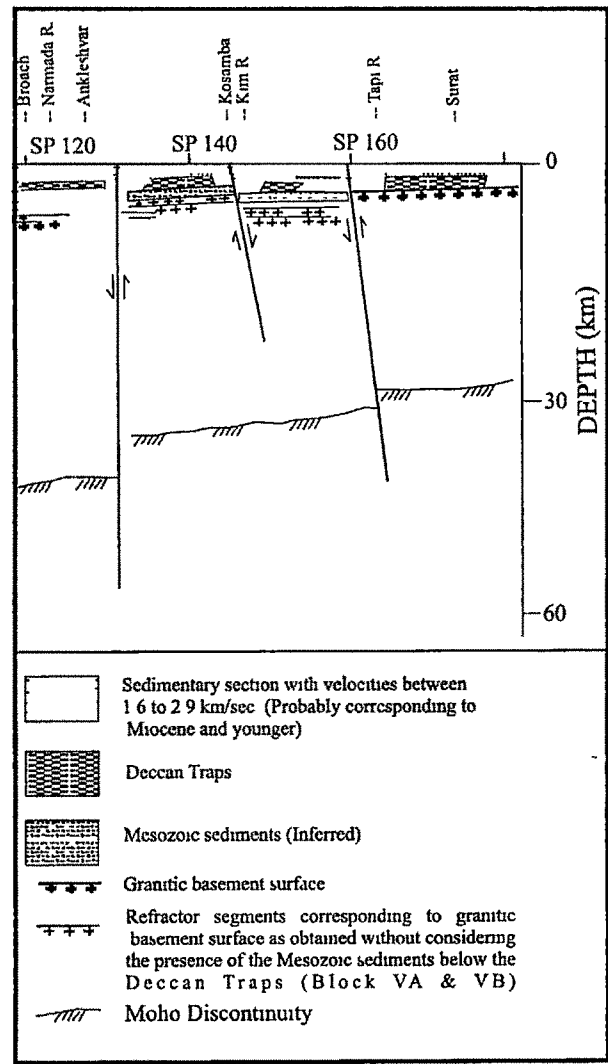 -- Broach
-- Narmada R.
-- Ankleshvar
-- Kosamba
-- Kim R
-- Tapi R
-- Surat
SP 120
SP 140
SP 160
0
30
60
DEPTH (km)
Sedimentary section with velocities between
1 6 to 2 9 km/sec (Probably corresponding to
Miocene and younger)
Deccan Traps
Mesozoic sediments (Inferred)
Granitic basement surface
Refractor segments corresponding to granitic
basement surface as obtained without considering
the presence of the Mesozoic sediments below the
Deccan Traps (Block VA & VB)
Moho Discontinuity